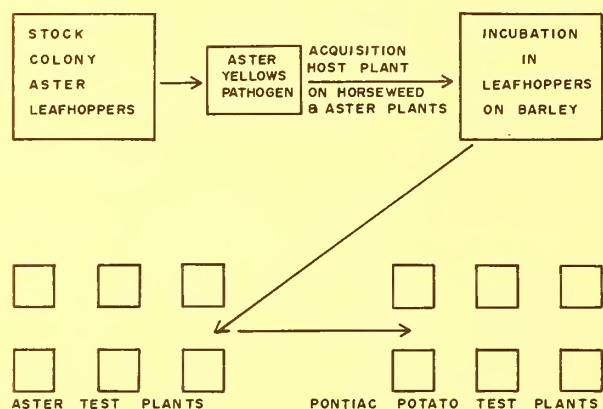 STOCK
COLONY
ASTER
LEAFHOPPERS
ASTER
YELLOWS
PATHOGEN
ACQUISITION
HOST PLANT
ON HORSEWEED
& ASTER PLANTS
INCUBATION
IN
LEAFHOPPERS
ON BARLEY
ASTER TEST PLANTS
PONTIAC POTATO TEST PLANTS